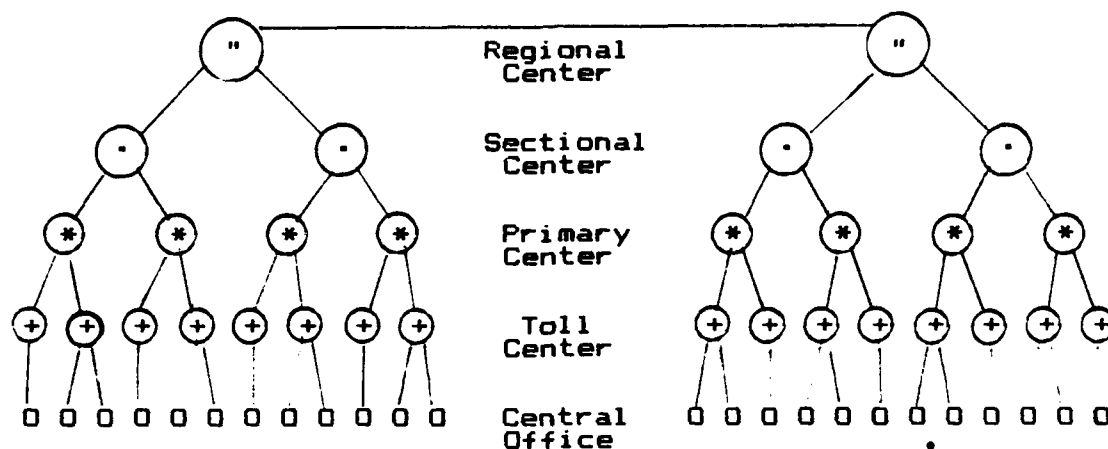 Regional
Center
Sectional
Center
Primary
Center
Toll
Center
Central
Office